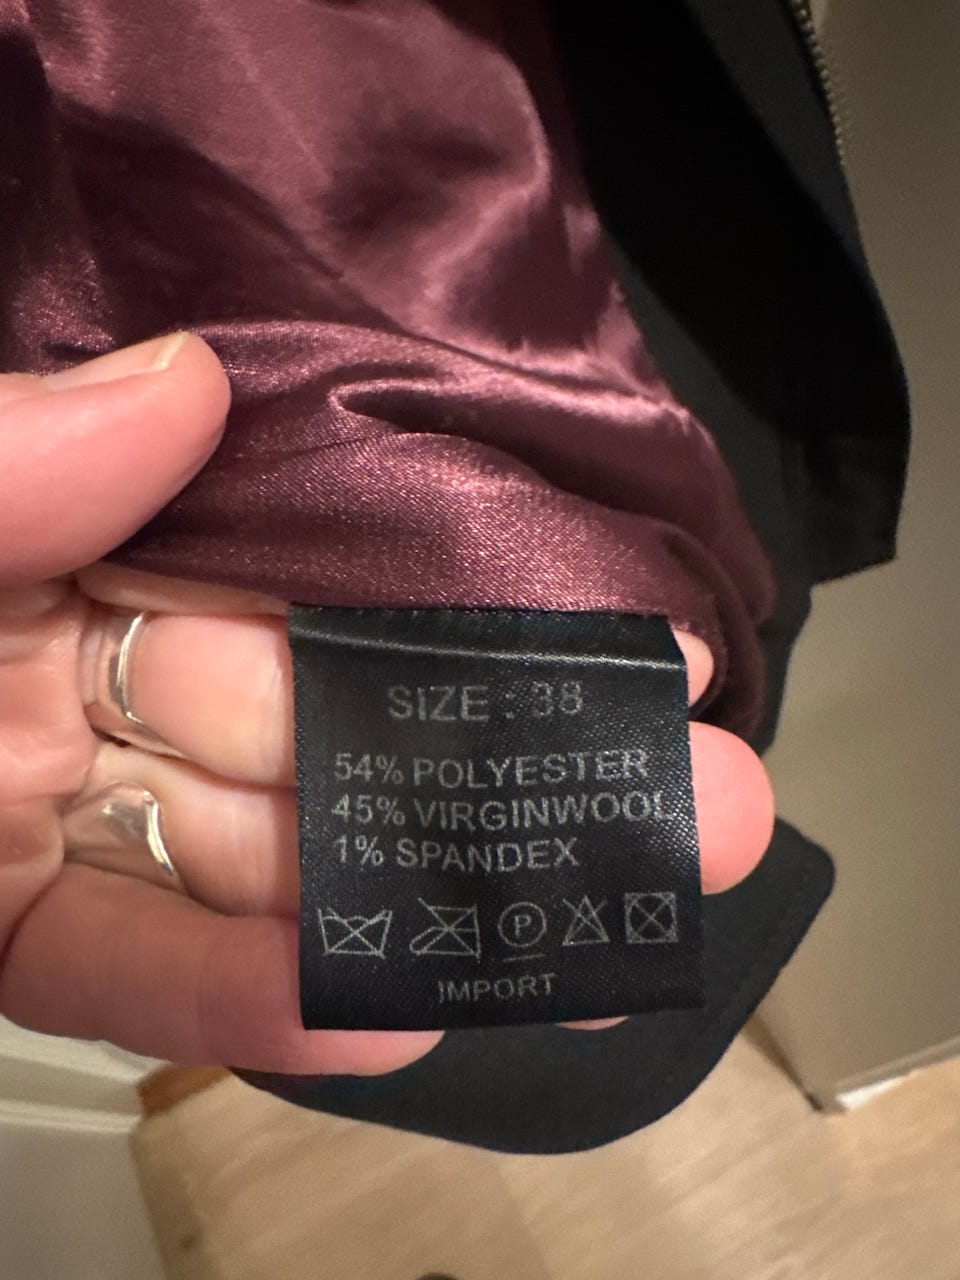 SIZE : 38
54% POLYESTER
45% VIRGINWOOL
1% SPANDEX
P
IMPORT